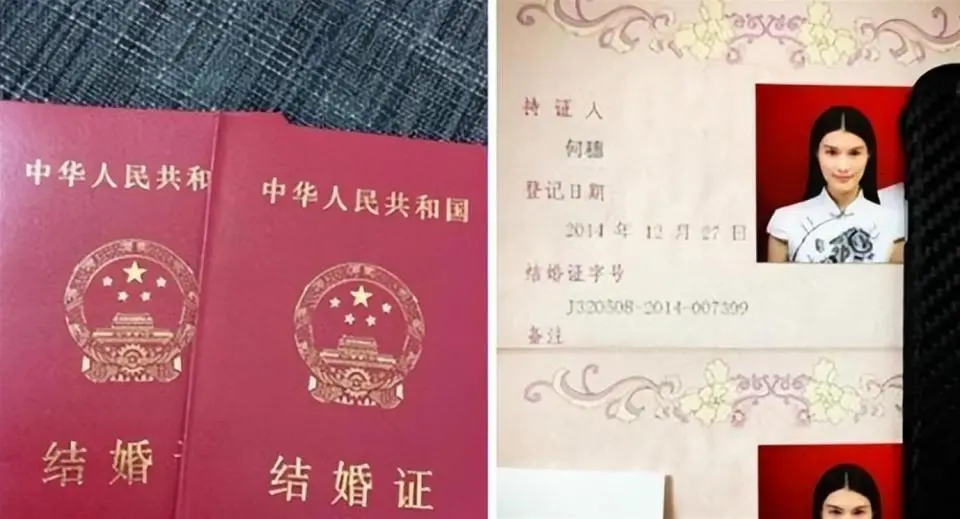 中华人民共和
中华人民共和国
结婚
结婚证
持证人
何穗
登记日期
2014 年 12 月 27 日
结婚证字号
J320508-2014-007399
备注